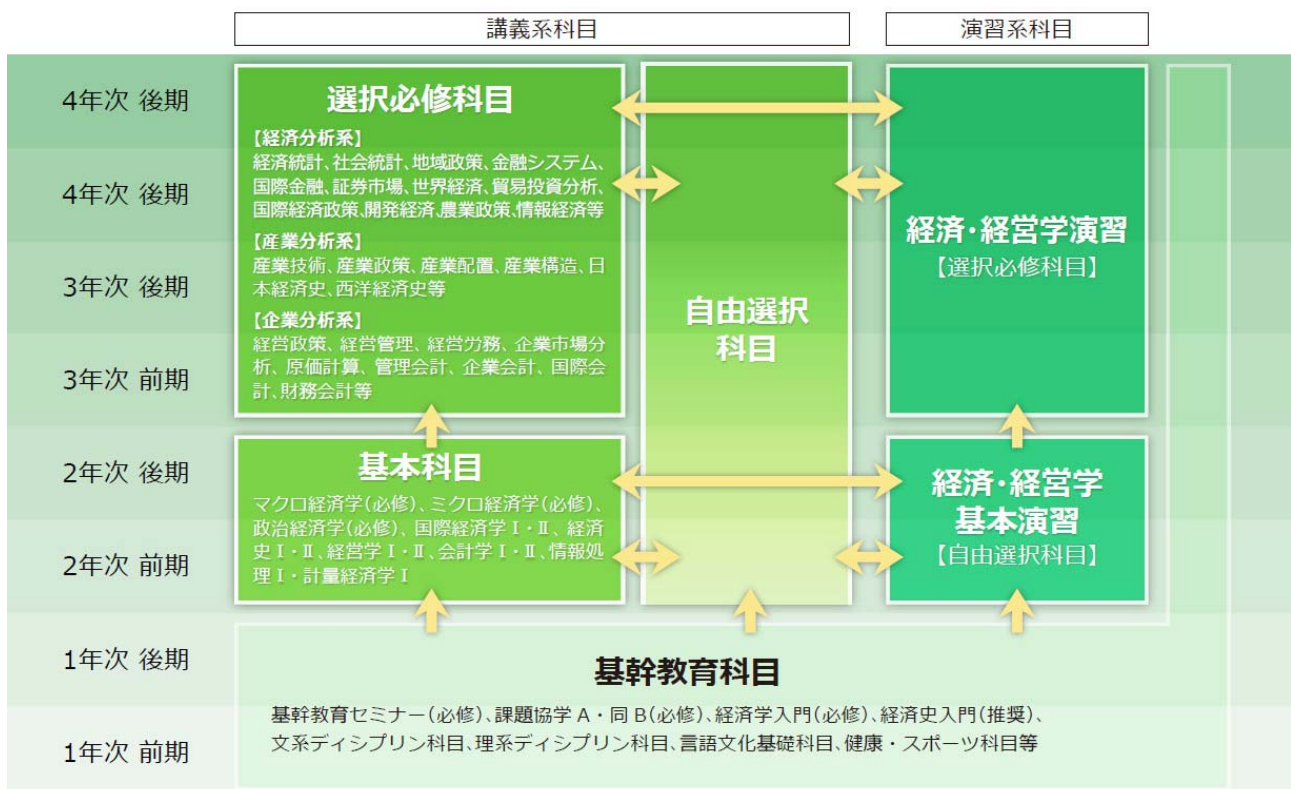 講義系科目
演習系科目
4年次 後期
4年次 後期
3年次 後期
3年次 前期
2年次 後期
2年次 前期
1年次 後期
1年次 前期
選択必修科目
【経済分析系】
経済統計、社会統計、地域政策、金融システム、
国際金融、証券市場、世界経済、貿易投資分析、
国際経済政策、開発経済、農業政策、情報経済等
【産業分析系】
産業技術、産業政策、産業配置、産業構造、日
本経済史、西洋経済史等
【企業分析系】
経営政策、経営管理、経営労務、企業市場分
析、原価計算、管理会計、企業会計、国際会
計、財務会計等
自由選択
科目
経済・経営学演習
【選択必修科目】
基本科目
マクロ経済学(必修)、ミクロ経済学(必修)、
政治経済学(必修)、国際経済学Ⅰ・Ⅱ、経済
史Ⅰ・Ⅱ、経営学Ⅰ・Ⅱ、会計学Ⅰ・Ⅱ、情報処
理Ⅰ・計量経済学Ⅰ
経済・経営学
基本演習
【自由選択科目】
基幹教育科目
基幹教育セミナー(必修)、課題協学 A・同 B(必修)、経済学入門(必修)、経済史入門(推奨)、
文系ディシプリン科目、理系ディシプリン科目、言語文化基礎科目、健康・スポーツ科目等